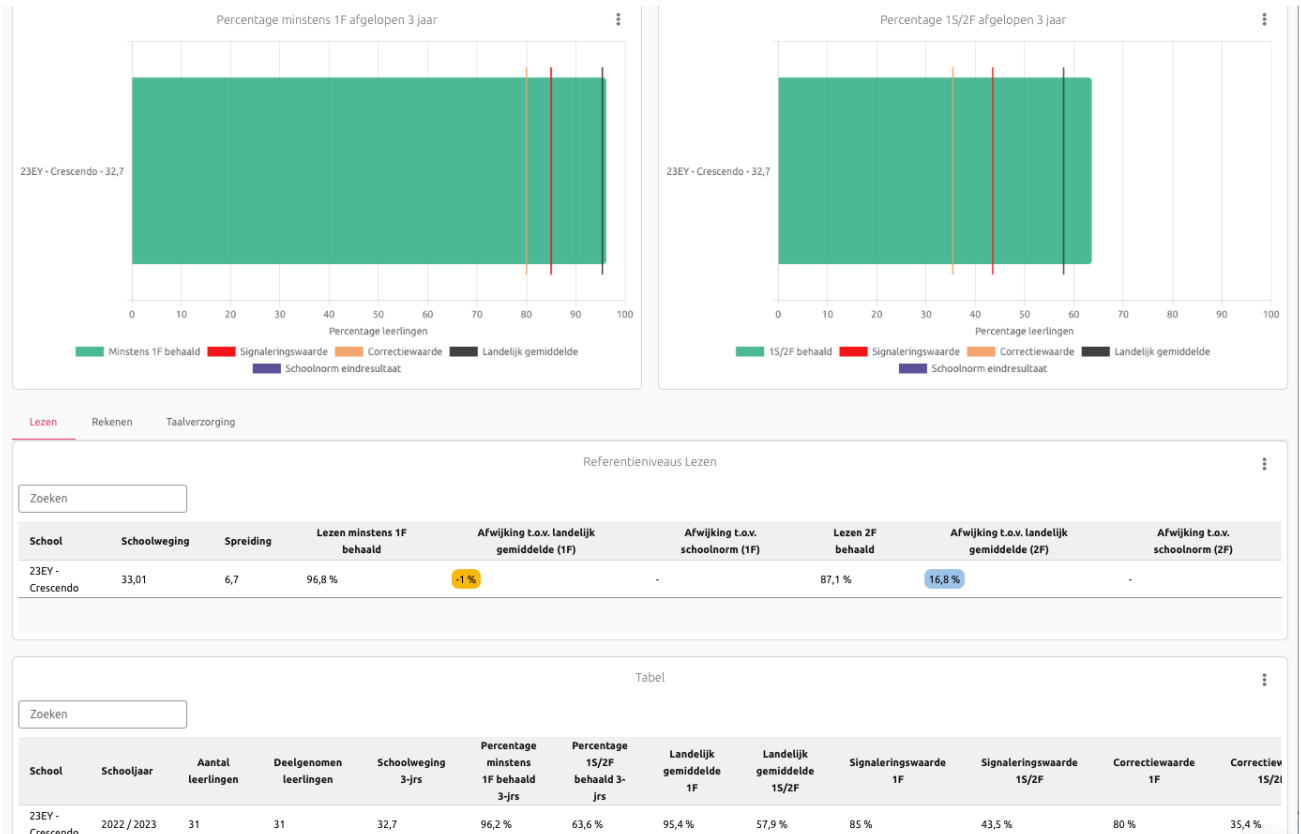 Percentage minstens 1F afgelopen 3 jaar
23EY - Crescendo - 32,7
0 10 20 30 40 50 60 70 80 90 100
Percentage leerlingen
Minstens 1F behaald Signaleringswaarde Correctiewaarde Landelijk gemiddelde
Schoolnorm eindresultaat
Percentage 1S/2F afgelopen 3 jaar
23EY - Crescendo - 32,7
0 10 20 30 40 50 60 70 80 90 100
Percentage leerlingen
1S/2F behaald Signaleringswaarde Correctiewaarde Landelijk gemiddelde
Schoolnorm eindresultaat
Lezen Rekenen Taalverzorging
Referentieniveaus Lezen
Zoeken
School Schoolweging Spreiding Lezen minstens 1F behaald Afwijking t.o.v. landelijk gemiddelde (1F) Afwijking t.o.v. schoolnorm (1F) Lezen 2F behaald Afwijking t.o.v. landelijk gemiddelde (2F) Afwijking t.o.v. schoolnorm (2F)
23EY - Crescendo 33,01 6,7 96,8 % -1 % - 87,1 % 16,8 % -
Tabel
Zoeken
School Schooljaar Aantal leerlingen Deelgenomen leerlingen Schoolweging 3-jrs Percentage minstens 1F behaald 3-jrs Percentage 1S/2F behaald 3-jrs Landelijk gemiddelde 1F Landelijk gemiddelde 1S/2F Signaleringswaarde 1F Signaleringswaarde 1S/2F Correctiewaarde 1F
23EY - Crescendo 2022 / 2023 31 31 32,7 96,2 % 63,6 % 95,4 % 57,9 % 85 % 43,5 % 80 % 35,4 %